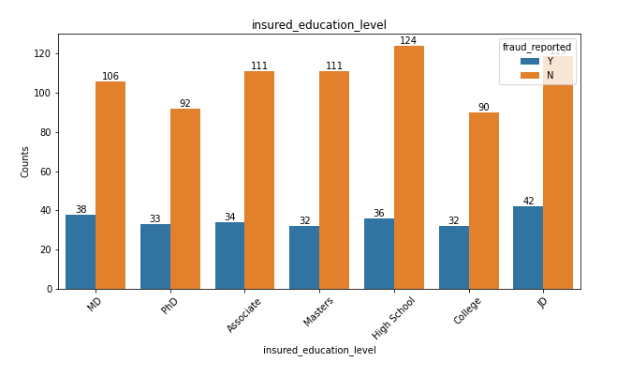 insured_education_level
fraud_reported
Y
N
Counts
120
100
80
60
40
20
0
38
106
33
92
34
111
32
111
36
124
32
90
42
MD
PhD
Associate
Masters
High School
College
JD
insured_education_level